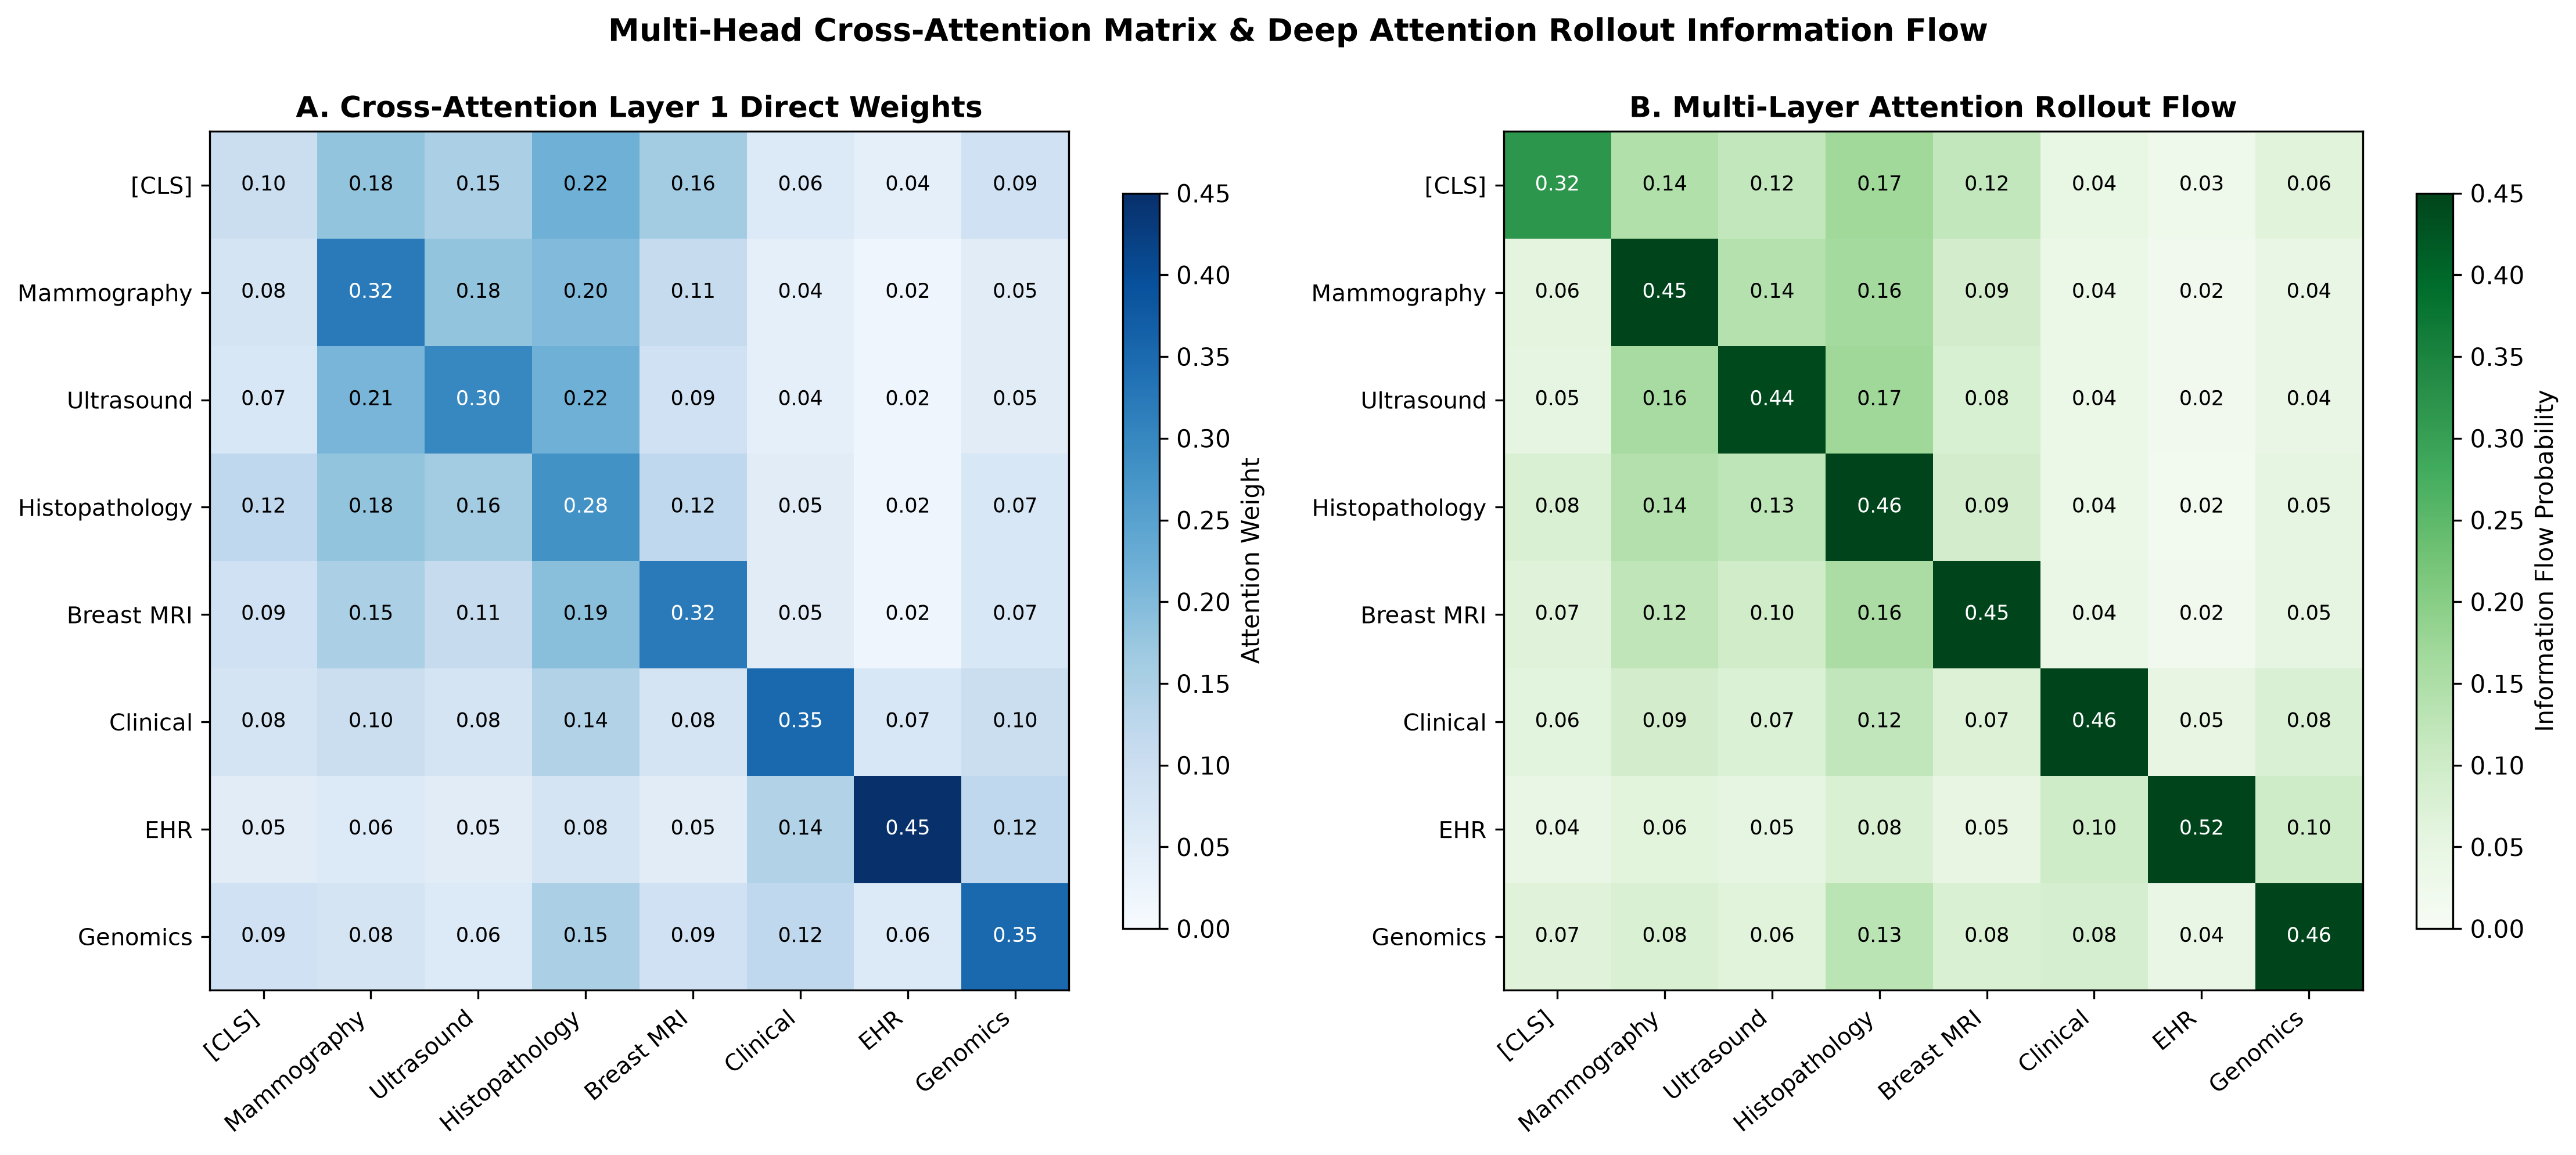 Multi-Head Cross-Attention Matrix & Deep Attention Rollout Information Flow
A. Cross-Attention Layer 1 Direct Weights
[CLS] 0.10 0.18 0.15 0.22 0.16 0.06 0.04 0.09
Mammography 0.08 0.32 0.18 0.20 0.11 0.04 0.02 0.05
Ultrasound 0.07 0.21 0.30 0.22 0.09 0.04 0.02 0.05
Histopathology 0.12 0.18 0.16 0.28 0.12 0.05 0.02 0.07
Breast MRI 0.09 0.15 0.11 0.19 0.32 0.05 0.02 0.07
Clinical 0.08 0.10 0.08 0.14 0.08 0.35 0.07 0.10
EHR 0.05 0.06 0.05 0.08 0.05 0.14 0.45 0.12
Genomics 0.09 0.08 0.06 0.15 0.09 0.12 0.06 0.35
[CLS] Mammography Ultrasound Histopathology Breast MRI Clinical EHR Genomics
0.45
0.40
0.35
0.30
0.25
0.20
0.15
0.10
0.05
0.00
Attention Weight
B. Multi-Layer Attention Rollout Flow
[CLS] 0.32 0.14 0.12 0.17 0.12 0.04 0.03 0.06
Mammography 0.06 0.45 0.14 0.16 0.09 0.04 0.02 0.04
Ultrasound 0.05 0.16 0.44 0.17 0.08 0.04 0.02 0.04
Histopathology 0.08 0.14 0.13 0.46 0.09 0.04 0.02 0.05
Breast MRI 0.07 0.12 0.10 0.16 0.45 0.04 0.02 0.05
Clinical 0.06 0.09 0.07 0.12 0.07 0.46 0.05 0.08
EHR 0.04 0.06 0.05 0.08 0.05 0.10 0.52 0.10
Genomics 0.07 0.08 0.06 0.13 0.08 0.08 0.04 0.46
[CLS] Mammography Ultrasound Histopathology Breast MRI Clinical EHR Genomics
0.45
0.40
0.35
0.30
0.25
0.20
0.15
0.10
0.05
0.00
Information Flow Probability